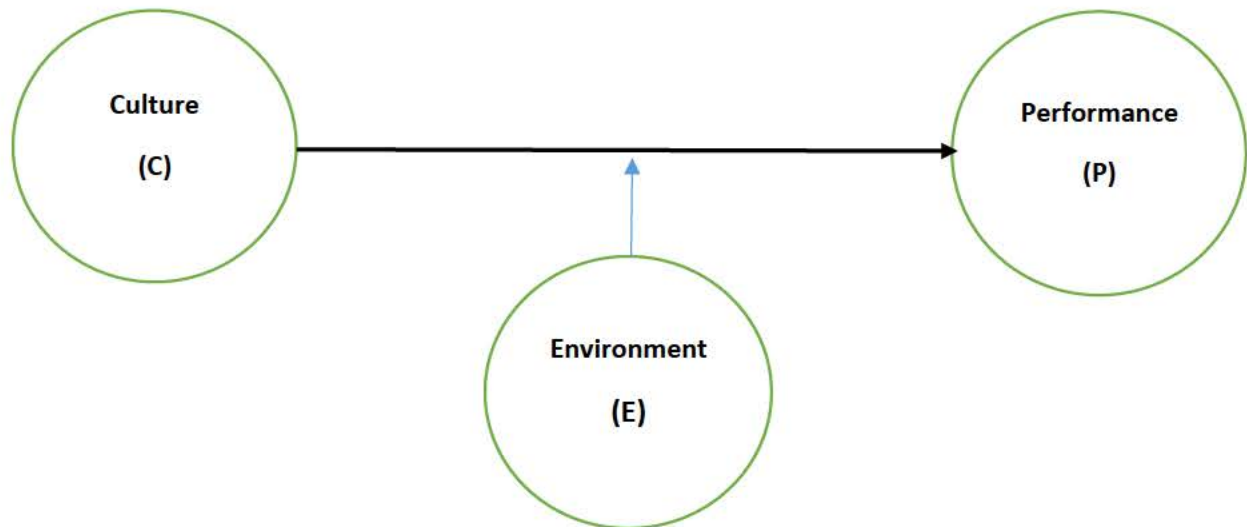 Culture
(C)
Performance
(P)
Environment
(E)